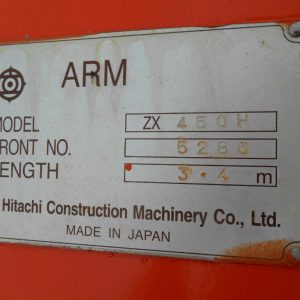 ARM
MODEL ZX 450H
FRONT NO. 5286
LENGTH 3.4 m
Hitachi Construction Machinery Co., Ltd.
MADE IN JAPAN